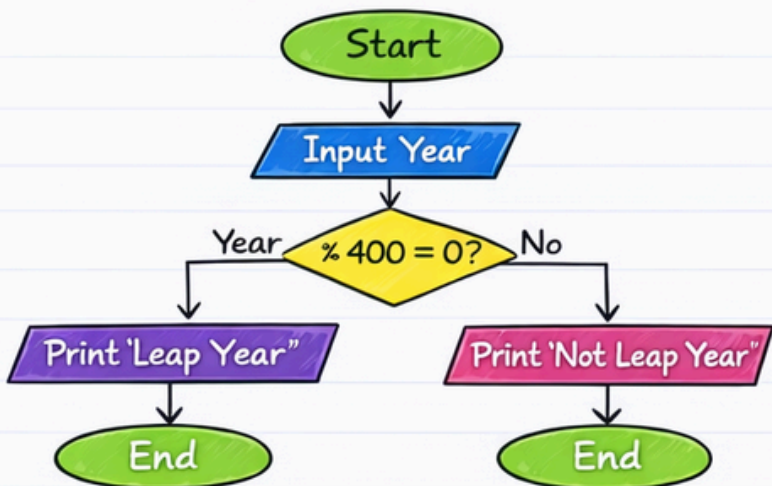 Start
Input Year
Year
% 400 = 0?
No
Print ‘Leap Year”
Print ‘Not Leap Year"
End
End